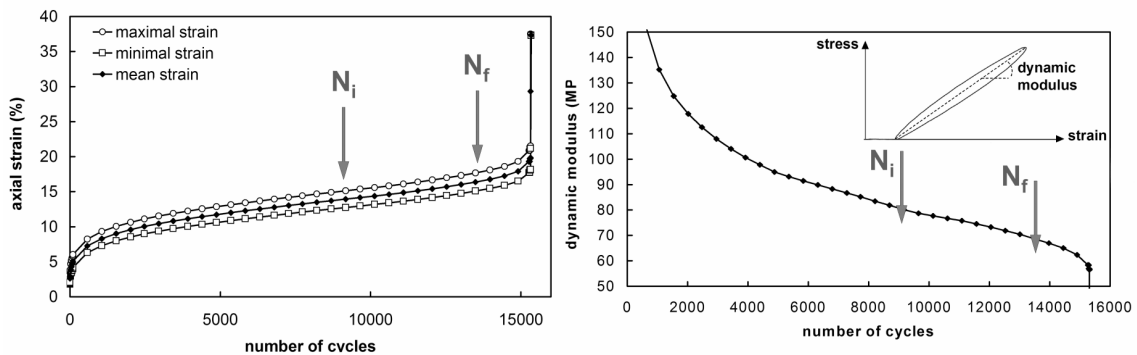 40
35
30
25
20
15
10
5
0
axial strain (%)
maximal strain
minimal strain
mean strain
Ni
Nf
0 5000 10000 15000
number of cycles
150
140
130
120
110
100
90
80
70
60
50
dynamic modulus (MP
stress
dynamic
modulus
strain
Ni
Nf
0 2000 4000 6000 8000 10000 12000 14000 16000
number of cycles